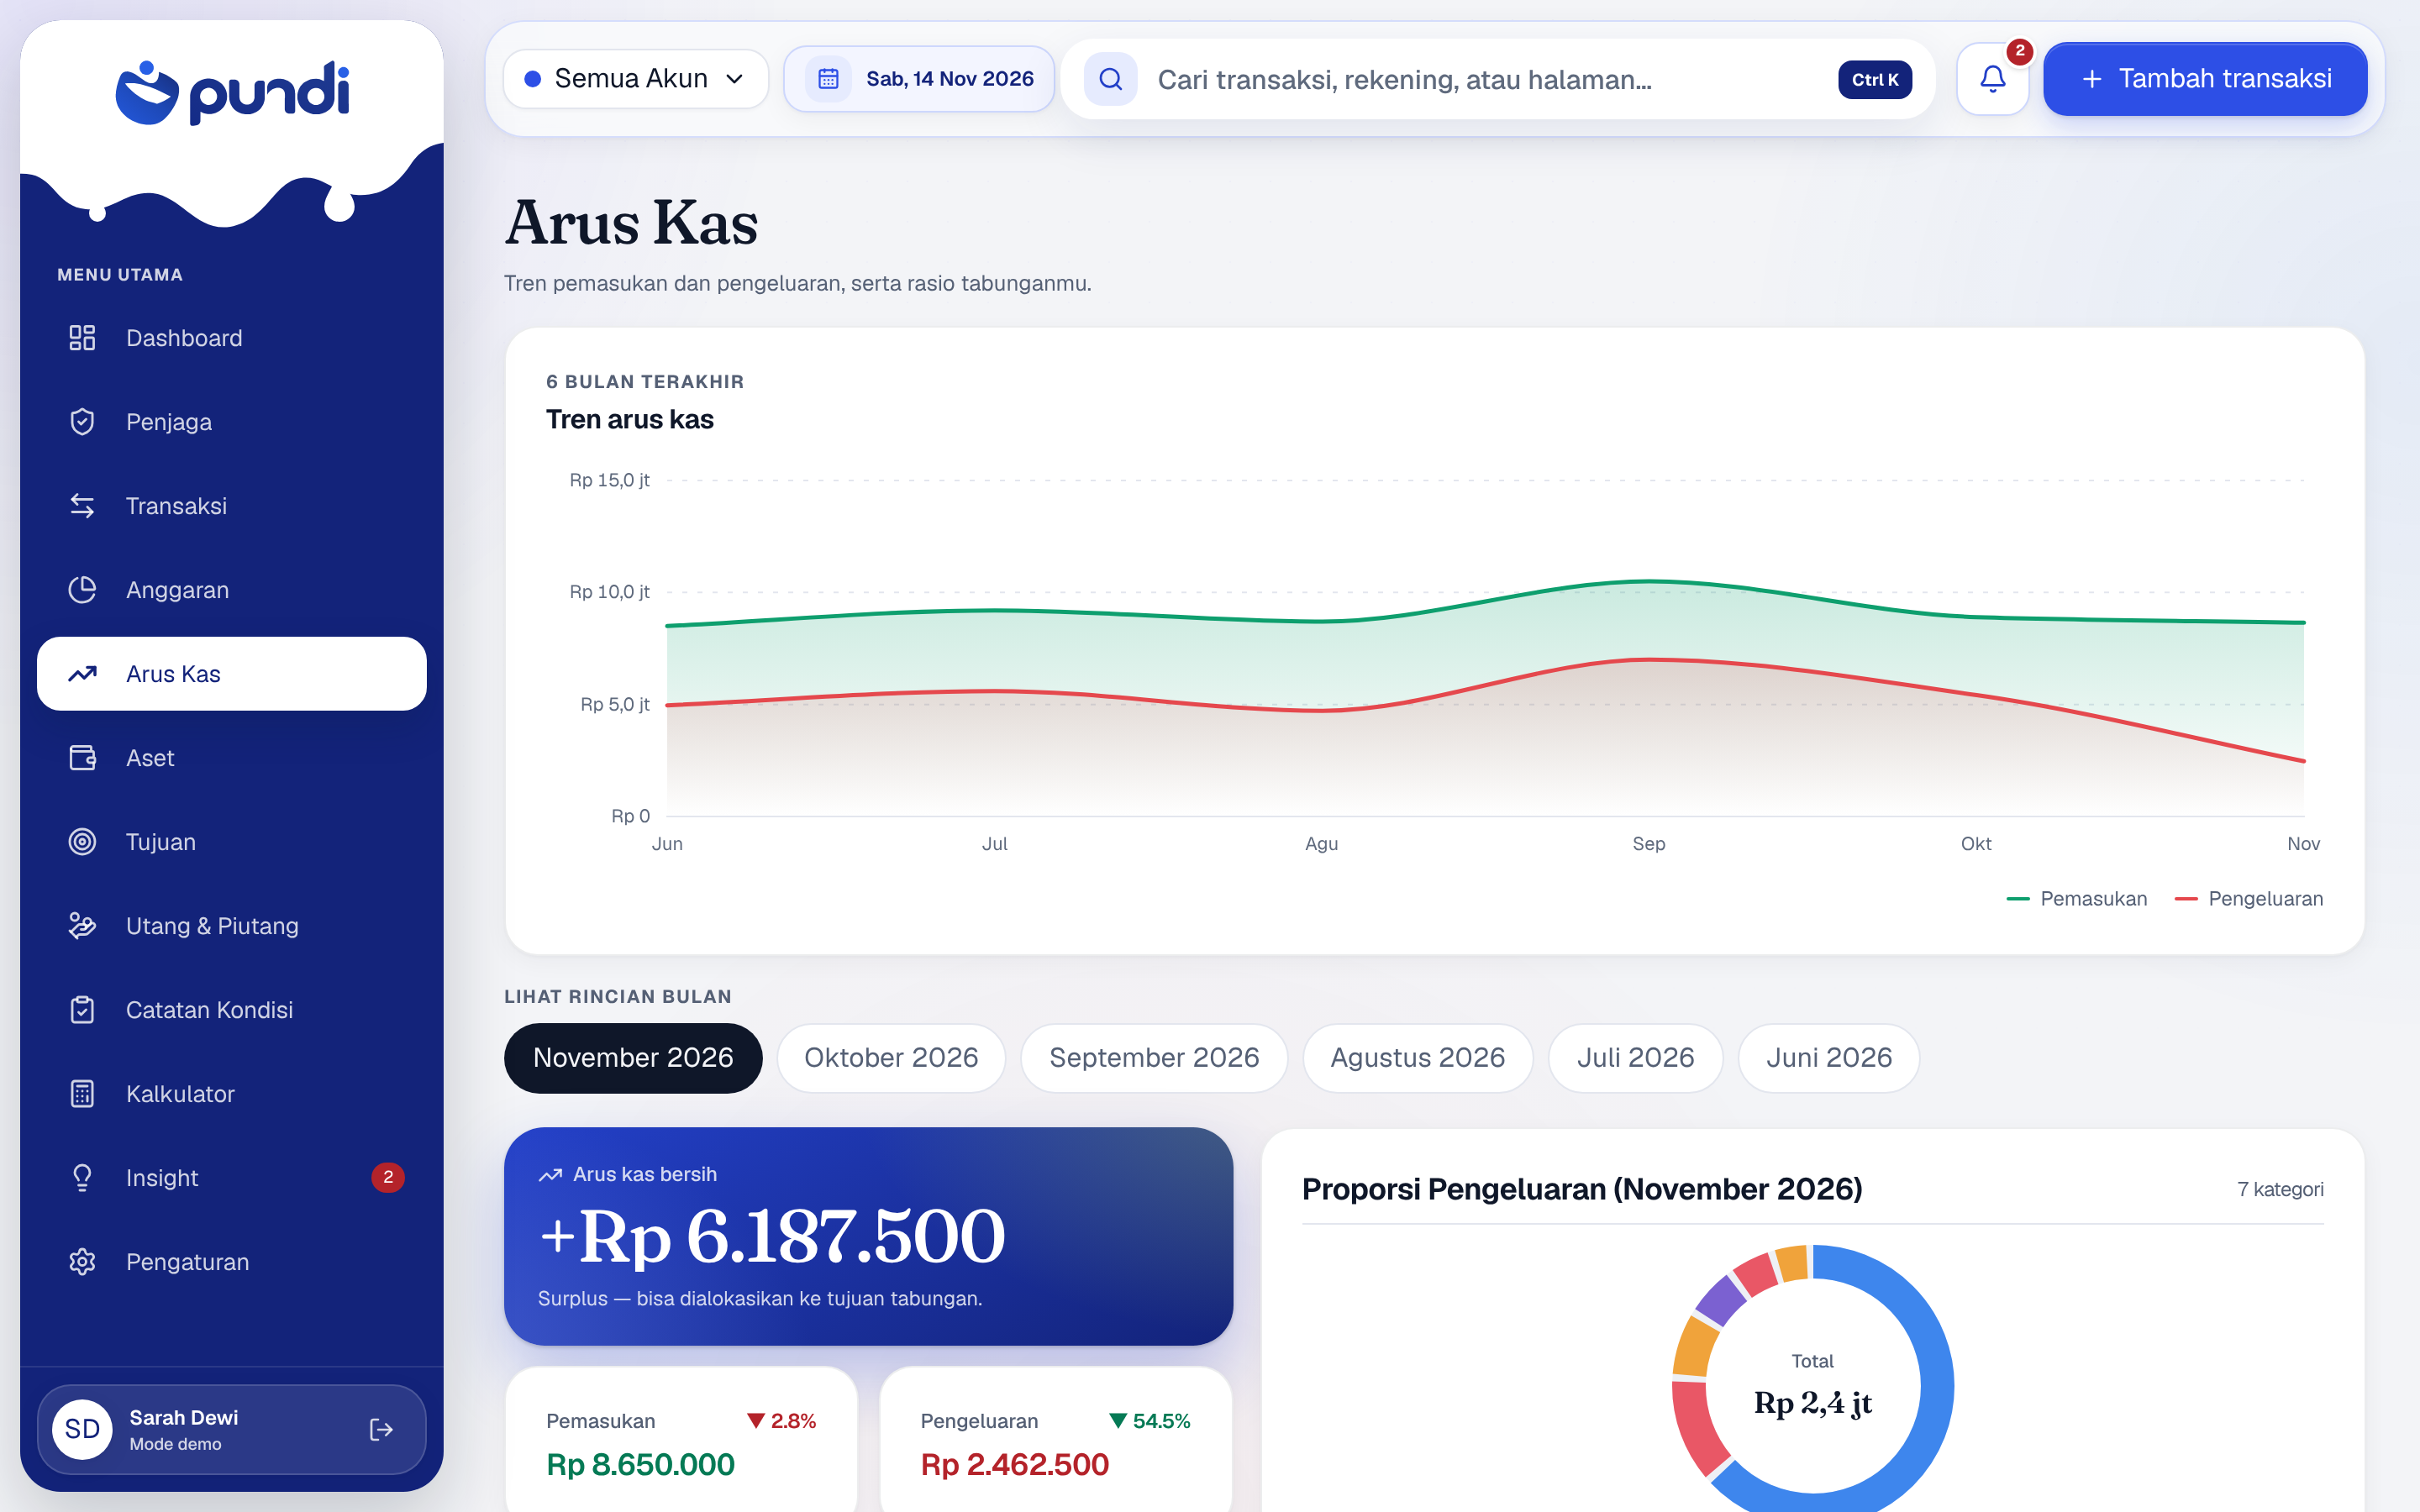 pundi
MENU UTAMA
Dashboard
Penjaga
Transaksi
Anggaran
Arus Kas
Aset
Tujuan
Utang & Piutang
Catatan Kondisi
Kalkulator
Insight 2
Pengaturan
SD
Sarah Dewi
Mode demo
Semua Akun
Sab, 14 Nov 2026
Cari transaksi, rekening, atau halaman...
Ctrl K
2
+ Tambah transaksi
Arus Kas
Tren pemasukan dan pengeluaran, serta rasio tabunganmu.
6 BULAN TERAKHIR
Tren arus kas
Rp 15,0 jt
Rp 10,0 jt
Rp 5,0 jt
Rp 0
Jun Jul Agu Sep Okt Nov
Pemasukan Pengeluaran
LIHAT RINCIAN BULAN
November 2026 Oktober 2026 September 2026 Agustus 2026 Juli 2026 Juni 2026
Arus kas bersih
+Rp 6.187.500
Surplus — bisa dialokasikan ke tujuan tabungan.
Pemasukan ▼ 2.8%
Rp 8.650.000
Pengeluaran ▼ 54.5%
Rp 2.462.500
Proporsi Pengeluaran (November 2026) 7 kategori
Total
Rp 2,4 jt